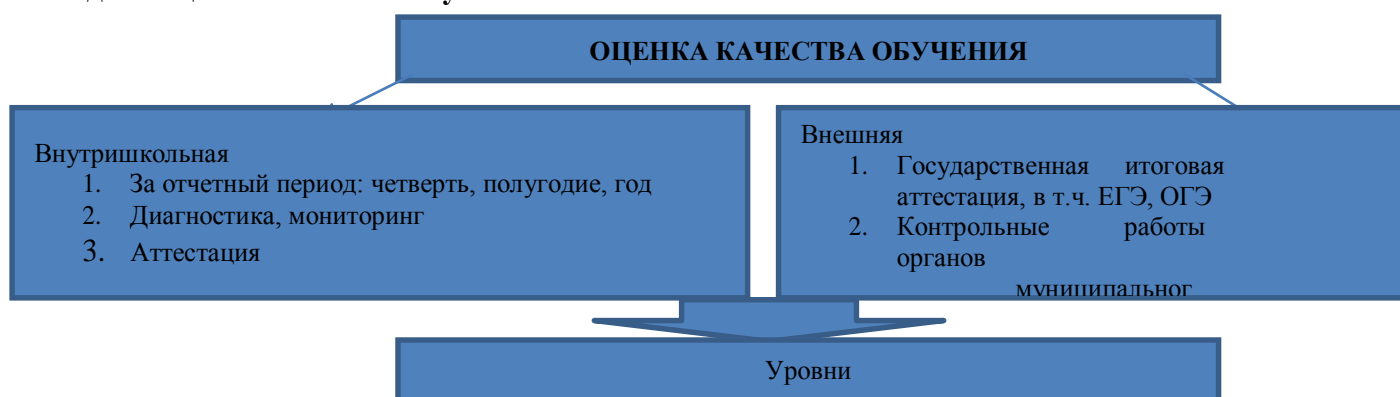 ОЦЕНКА КАЧЕСТВА ОБУЧЕНИЯ
Внутришкольная
1. За отчетный период: четверть, полугодие, год
2. Диагностика, мониторинг
3. Аттестация
Внешняя
1. Государственная итоговая
аттестация, в т.ч. ЕГЭ, ОГЭ
2. Контрольные работы
органов
муниципальног
Уровни